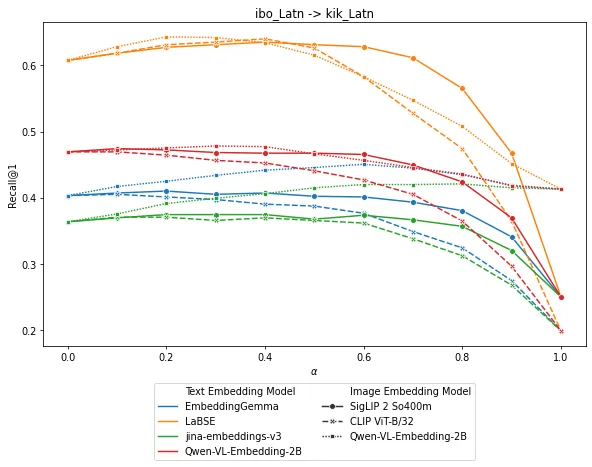 ibo_Latn -> kik_Latn
Recall@1
0.6
0.5
0.4
0.3
0.2
0.0
0.2
0.4
0.6
0.8
1.0
α
Text Embedding Model
EmbeddingGemma
LaBSE
jina-embeddings-v3
Qwen-VL-Embedding-2B
Image Embedding Model
SigLIP 2 So400m
CLIP ViT-B/32
Qwen-VL-Embedding-2B